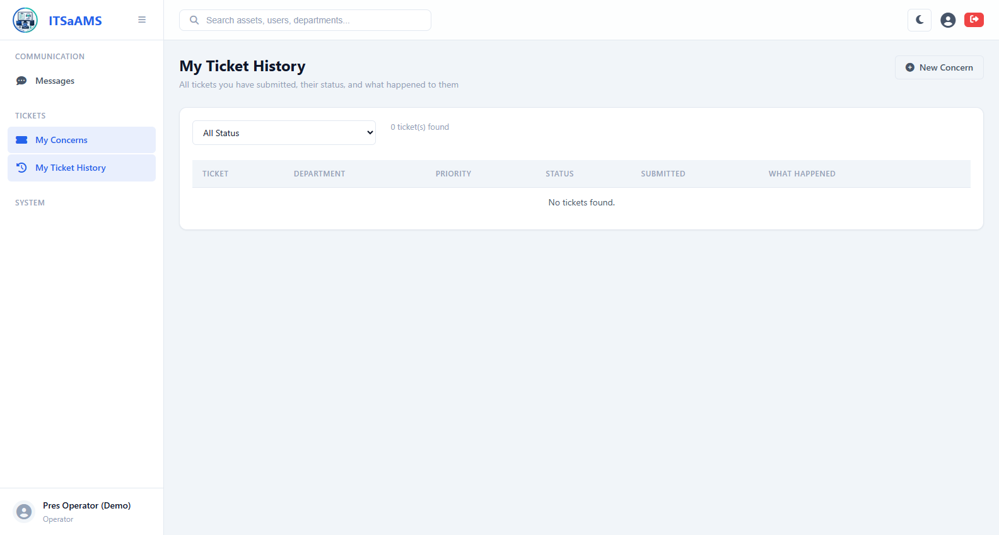 ITSaAMS
Search assets, users, departments...
COMMUNICATION
Messages
TICKETS
My Concerns
My Ticket History
SYSTEM
Pres Operator (Demo)
Operator
My Ticket History
All tickets you have submitted, their status, and what happened to them
New Concern
All Status
0 ticket(s) found
TICKET DEPARTMENT PRIORITY STATUS SUBMITTED WHAT HAPPENED
No tickets found.